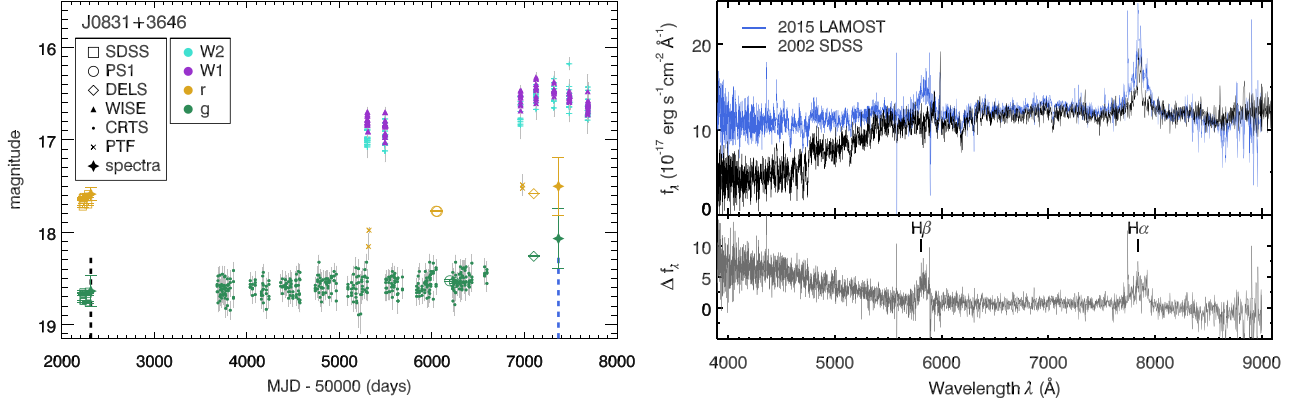 J0831+3646
SDSS
PS1
DELS
WISE
CRTS
PTF
spectra
W2
W1
r
g
magnitude
16
17
18
19
2000 3000 4000 5000 6000 7000 8000
MJD - 50000 (days)
2015 LAMOST
2002 SDSS
fλ (10⁻¹⁷ erg s⁻¹cm⁻² Å⁻¹)
20
10
0
Hβ Hα
Δ fλ
10
5
0
4000 5000 6000 7000 8000 9000
Wavelength λ (Å)